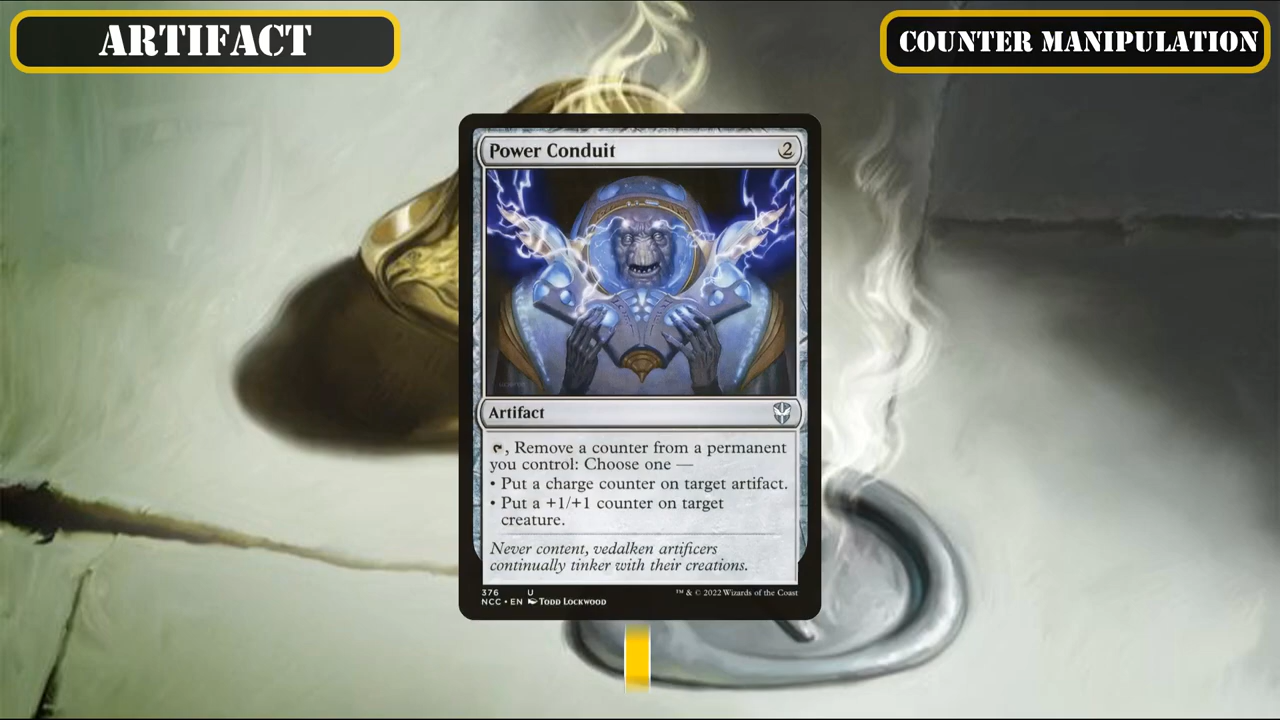 ARTIFACT
COUNTER MANIPULATION
Power Conduit
2
Artifact
, Remove a counter from a permanent
you control: Choose one —
• Put a charge counter on target artifact.
• Put a +1/+1 counter on target
creature.
Never content, vedalken artificers
continually tinker with their creations.
376 U
™ & © 2022 Wizards of the Coast
NCC • EN Todd Lockwood